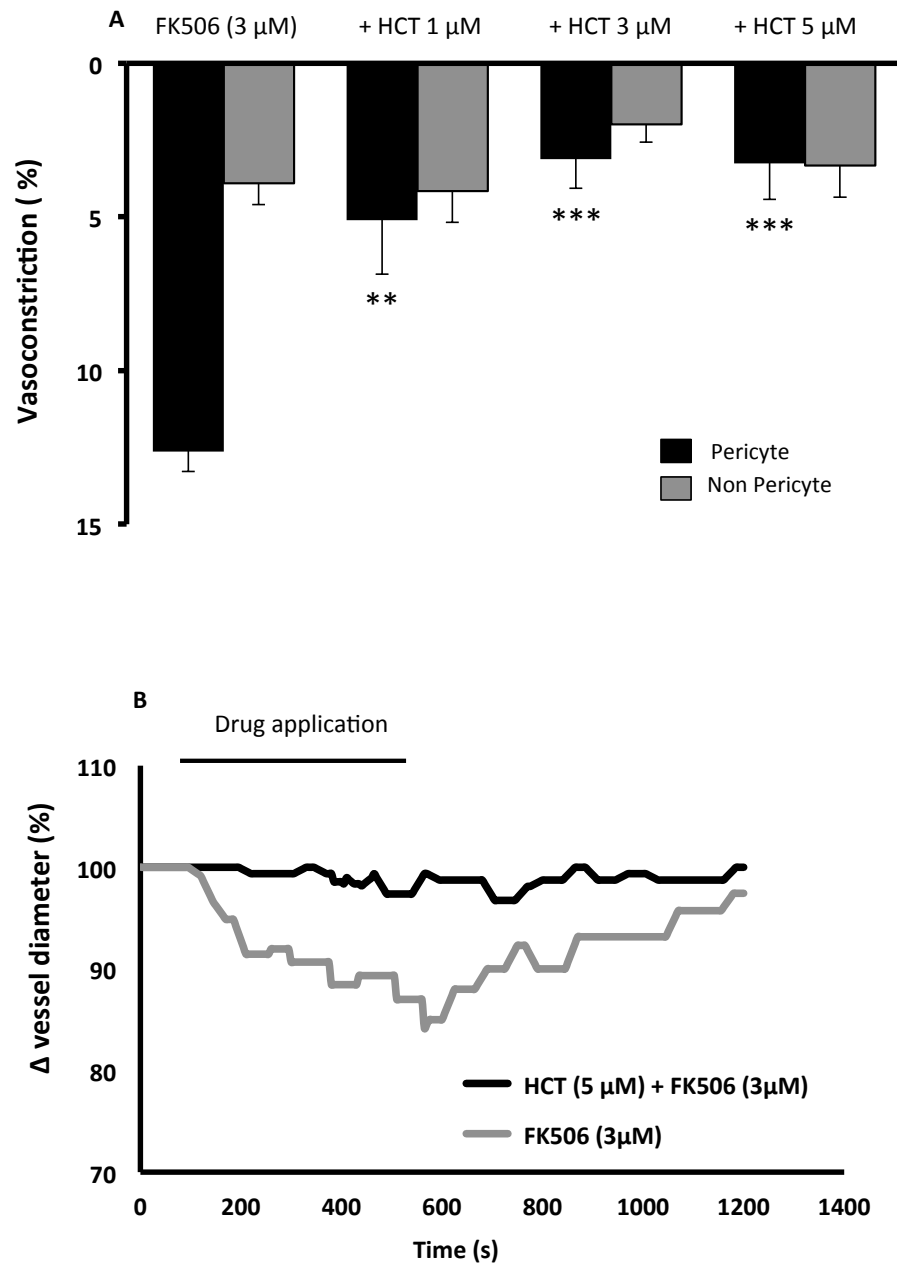 A
FK506 (3 μM) + HCT 1 μM + HCT 3 μM + HCT 5 μM
0
5
10
15
Vasoconstriction ( %)
**
***
***
Pericyte
Non Pericyte
B
Drug application
110
100
90
80
70
Δ vessel diameter (%)
HCT (5 μM) + FK506 (3μM)
FK506 (3μM)
0 200 400 600 800 1000 1200 1400
Time (s)